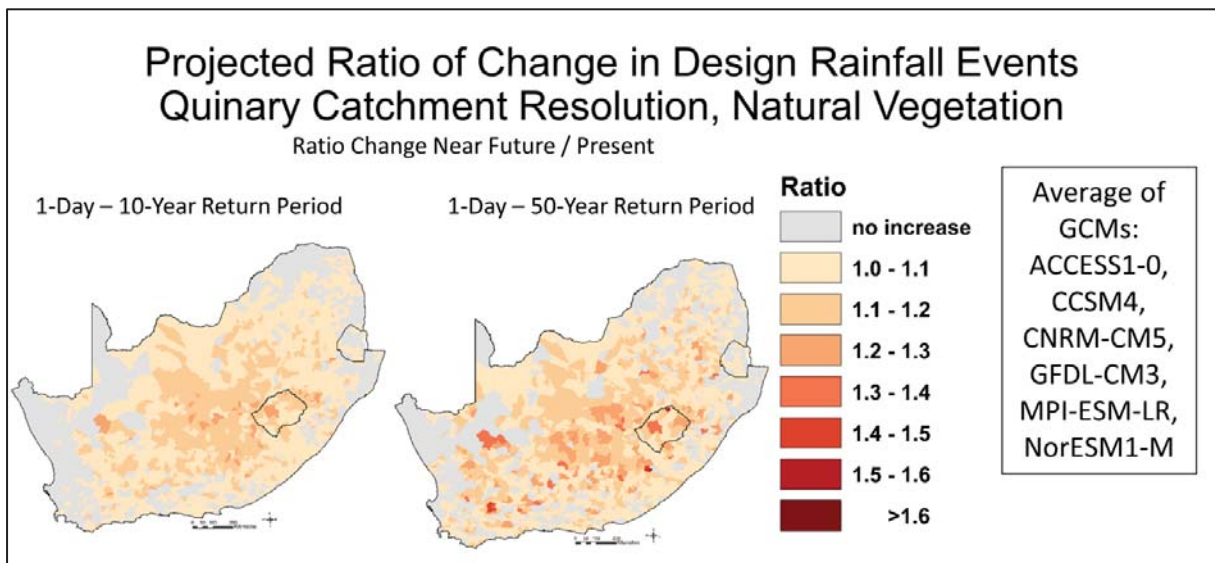 Projected Ratio of Change in Design Rainfall Events
Quinary Catchment Resolution, Natural Vegetation
Ratio Change Near Future / Present
1-Day – 10-Year Return Period
1-Day – 50-Year Return Period
Ratio
no increase
1.0 - 1.1
1.1 - 1.2
1.2 - 1.3
1.3 - 1.4
1.4 - 1.5
1.5 - 1.6
>1.6
Average of
GCMs:
ACCESS1-0,
CCSM4,
CNRM-CM5,
GFDL-CM3,
MPI-ESM-LR,
NorESM1-M